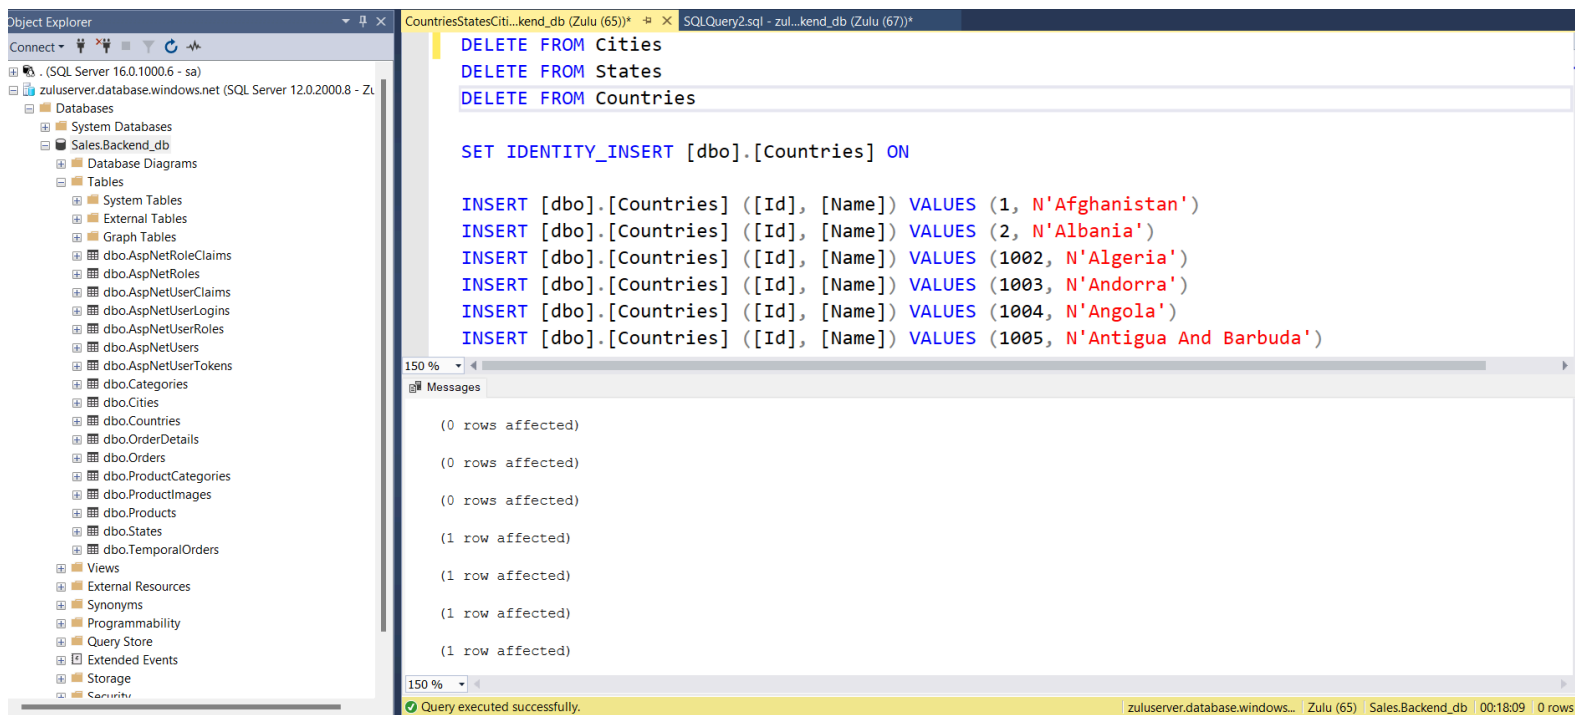 Object Explorer
Connect
. (SQL Server 16.0.1000.6 - sa)
zuluserver.database.windows.net (SQL Server 12.0.2000.8 - Zu
Databases
System Databases
Sales.Backend_db
Database Diagrams
Tables
System Tables
External Tables
Graph Tables
dbo.AspNetRoleClaims
dbo.AspNetRoles
dbo.AspNetUserClaims
dbo.AspNetUserLogins
dbo.AspNetUserRoles
dbo.AspNetUsers
dbo.AspNetUserTokens
dbo.Categories
dbo.Cities
dbo.Countries
dbo.OrderDetails
dbo.Orders
dbo.ProductCategories
dbo.ProductImages
dbo.Products
dbo.States
dbo.TemporalOrders
Views
External Resources
Synonyms
Programmability
Query Store
Extended Events
Storage
Security
CountriesStatesCiti...kend_db (Zulu (65))* SQLQuery2.sql - zul...kend_db (Zulu (67))*
DELETE FROM Cities
DELETE FROM States
DELETE FROM Countries
SET IDENTITY_INSERT [dbo].[Countries] ON
INSERT [dbo].[Countries] ([Id], [Name]) VALUES (1, N'Afghanistan')
INSERT [dbo].[Countries] ([Id], [Name]) VALUES (2, N'Albania')
INSERT [dbo].[Countries] ([Id], [Name]) VALUES (1002, N'Algeria')
INSERT [dbo].[Countries] ([Id], [Name]) VALUES (1003, N'Andorra')
INSERT [dbo].[Countries] ([Id], [Name]) VALUES (1004, N'Angola')
INSERT [dbo].[Countries] ([Id], [Name]) VALUES (1005, N'Antigua And Barbuda')
150 %
Messages
(0 rows affected)
(0 rows affected)
(0 rows affected)
(1 row affected)
(1 row affected)
(1 row affected)
(1 row affected)
150 %
Query executed successfully. zuluserver.database.windows... Zulu (65) Sales.Backend_db 00:18:09 0 rows